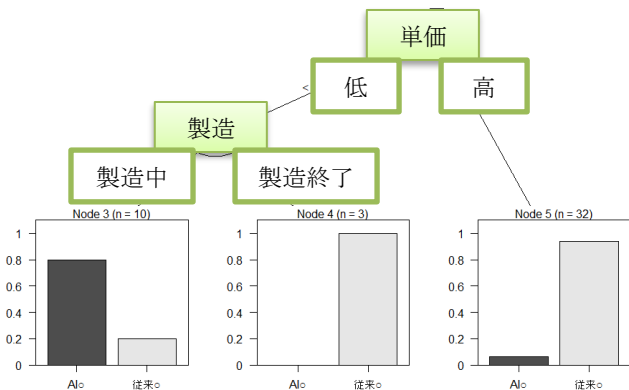 単価
低
高
<
製造
製造中
製造終了
Node 3 (n = 10)
Node 4 (n = 3)
Node 5 (n = 32)
1
0.8
0.6
0.4
0.2
0
AI○
従来○
1
0.8
0.6
0.4
0.2
0
AI○
従来○
1
0.8
0.6
0.4
0.2
0
AI○
従来○